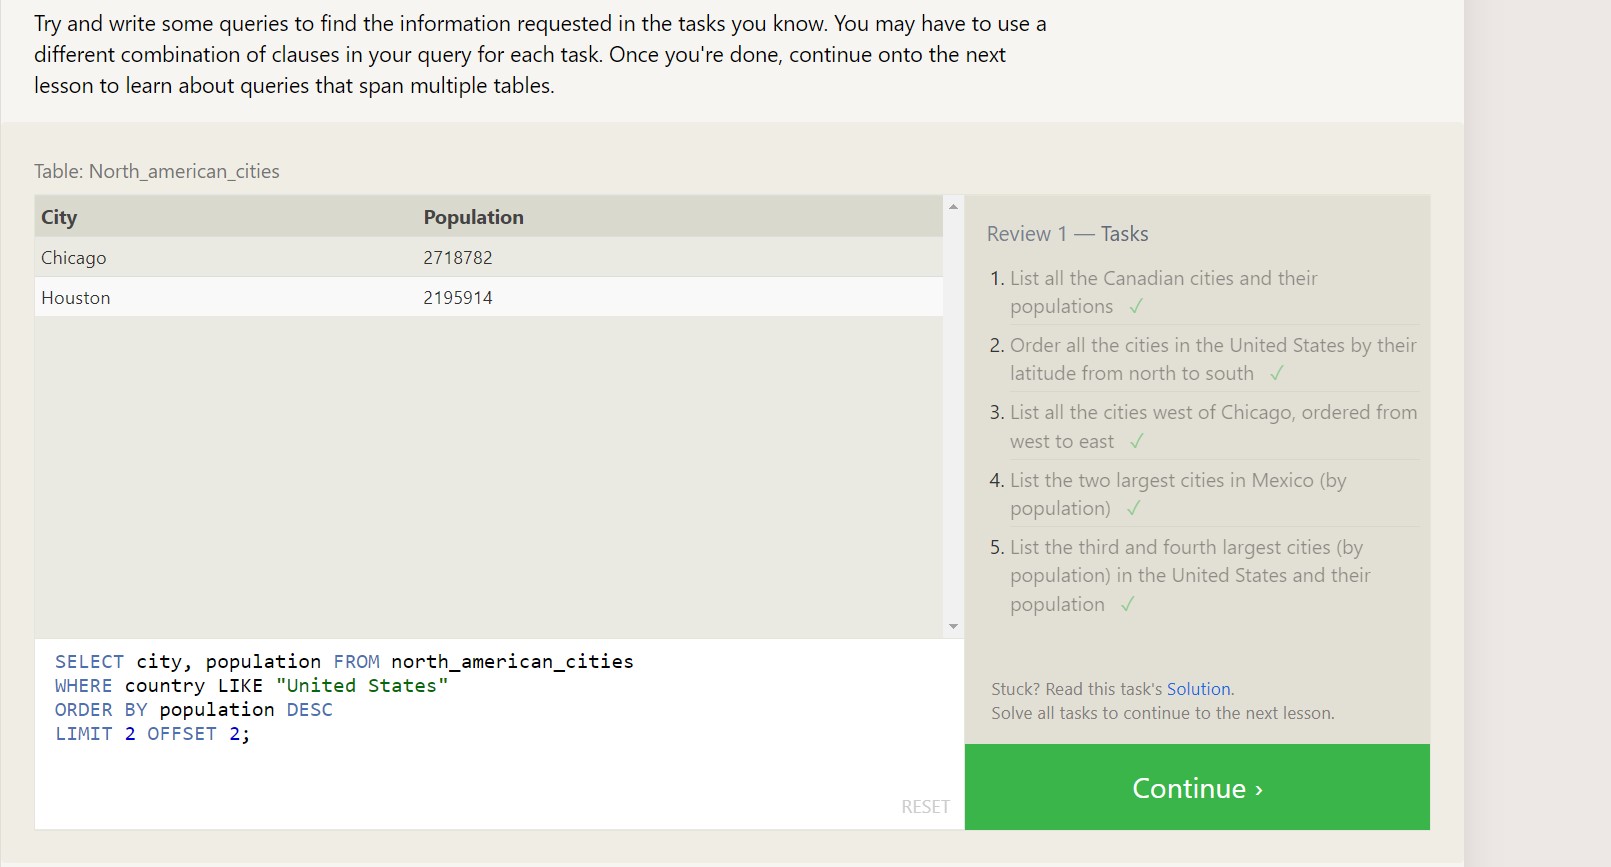 Try and write some queries to find the information requested in the tasks you know. You may have to use a
different combination of clauses in your query for each task. Once you're done, continue onto the next
lesson to learn about queries that span multiple tables.
Table: North_american_cities
City Population
Chicago 2718782
Houston 2195914
SELECT city, population FROM north_american_cities
WHERE country LIKE "United States"
ORDER BY population DESC
LIMIT 2 OFFSET 2;
RESET
Review 1 — Tasks
1. List all the Canadian cities and their
populations ✓
2. Order all the cities in the United States by their
latitude from north to south ✓
3. List all the cities west of Chicago, ordered from
west to east ✓
4. List the two largest cities in Mexico (by
population) ✓
5. List the third and fourth largest cities (by
population) in the United States and their
population ✓
Stuck? Read this task's Solution.
Solve all tasks to continue to the next lesson.
Continue ›